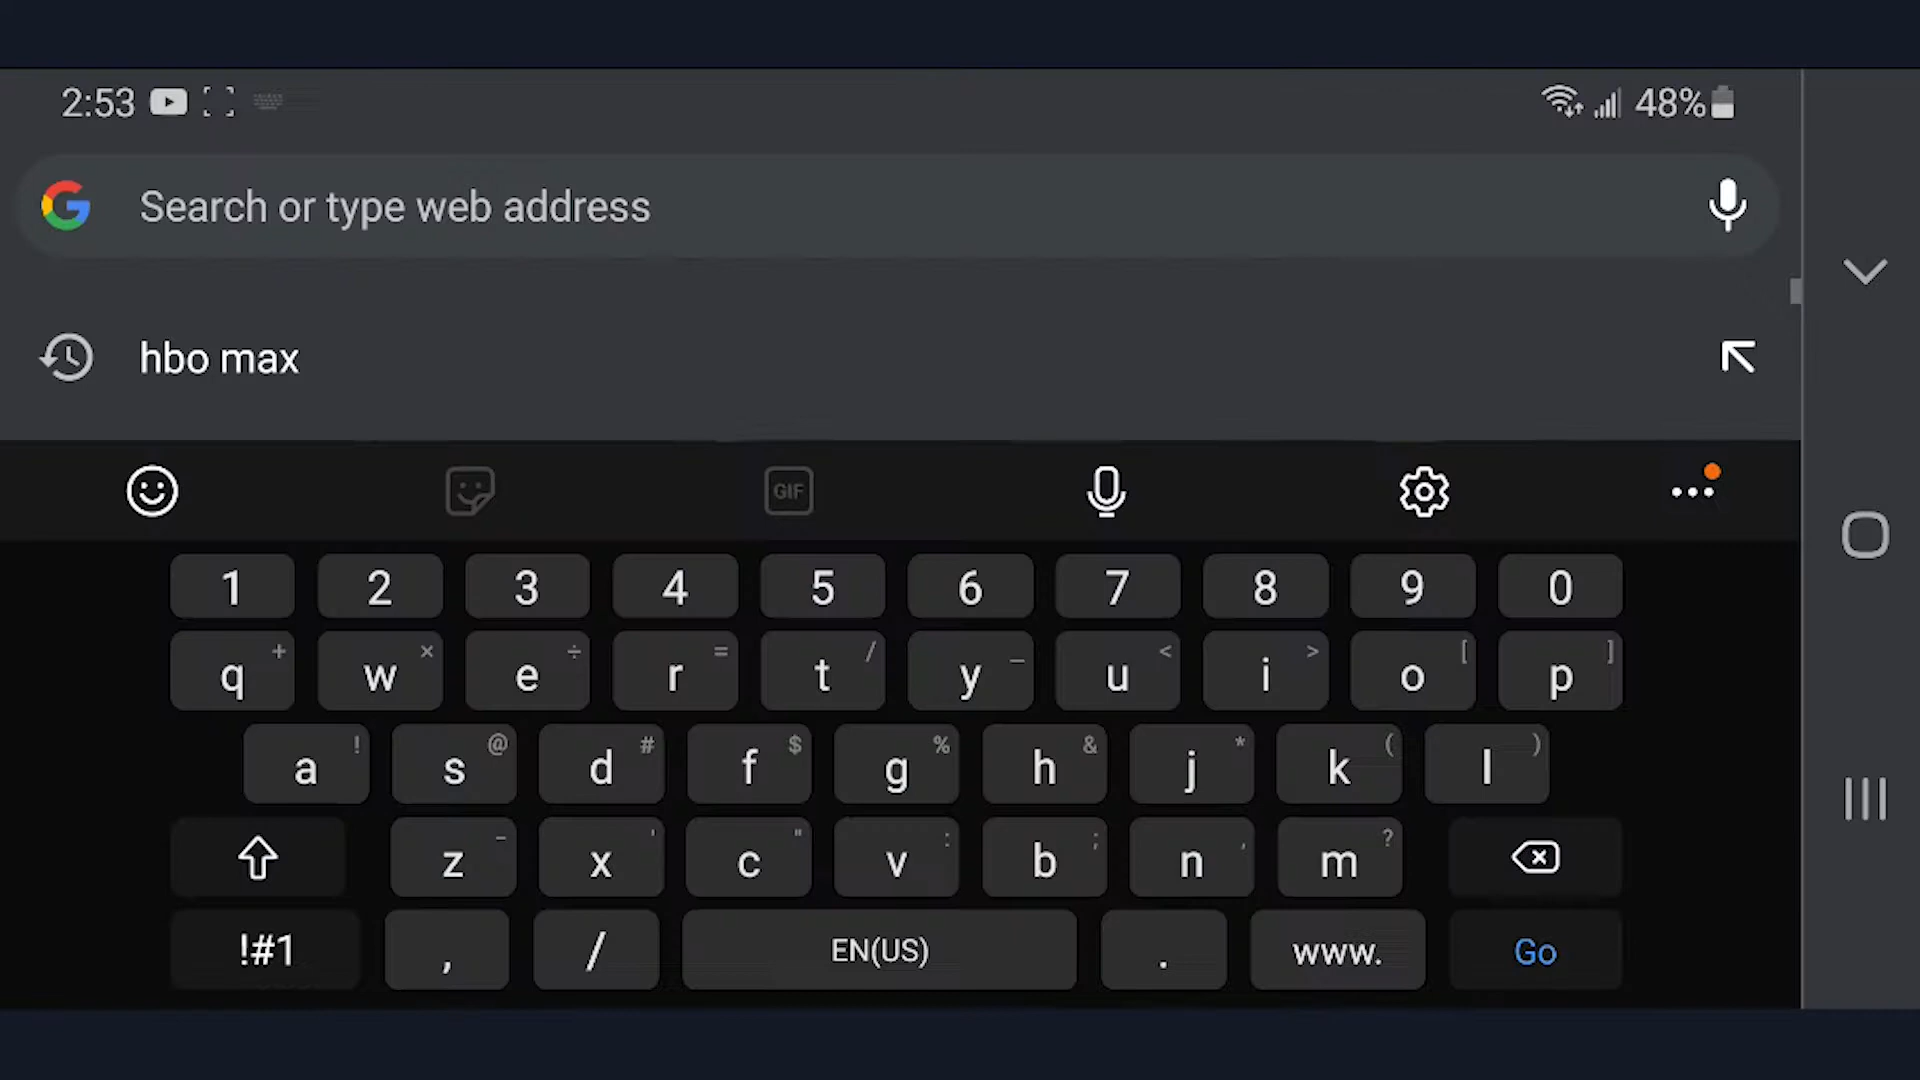 2:53 48%
Search or type web address
hbo max
GIF
1 2 3 4 5 6 7 8 9 0
+ × ÷ = / _ < > [ ]
q w e r t y u i o p
! @ # $ % & * ( )
a s d f g h j k l
- ' " : ; , ?
z x c v b n m
!#1 , / EN(US) . www. Go